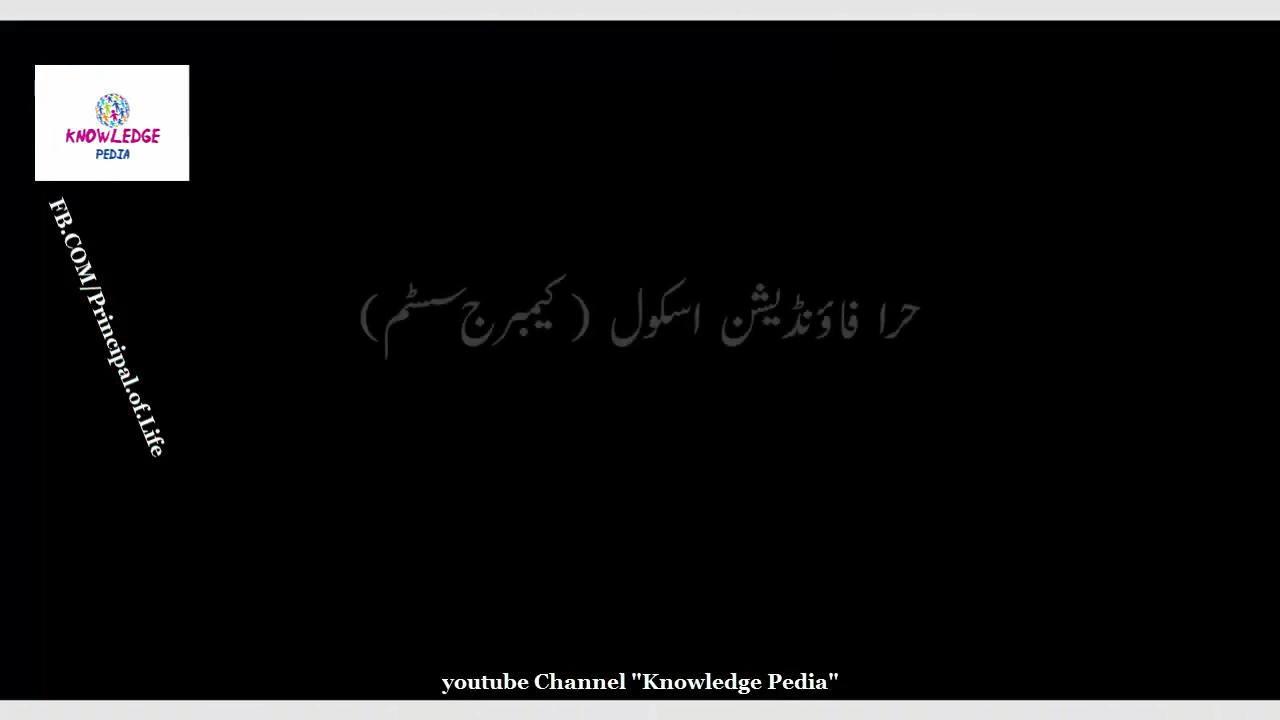 KNOWLEDGE
PEDIA
FB.COM/Principal.of.Life
حرا فاؤنڈیشن اسکول (کیمبرج سسٹم)
youtube Channel "Knowledge Pedia"